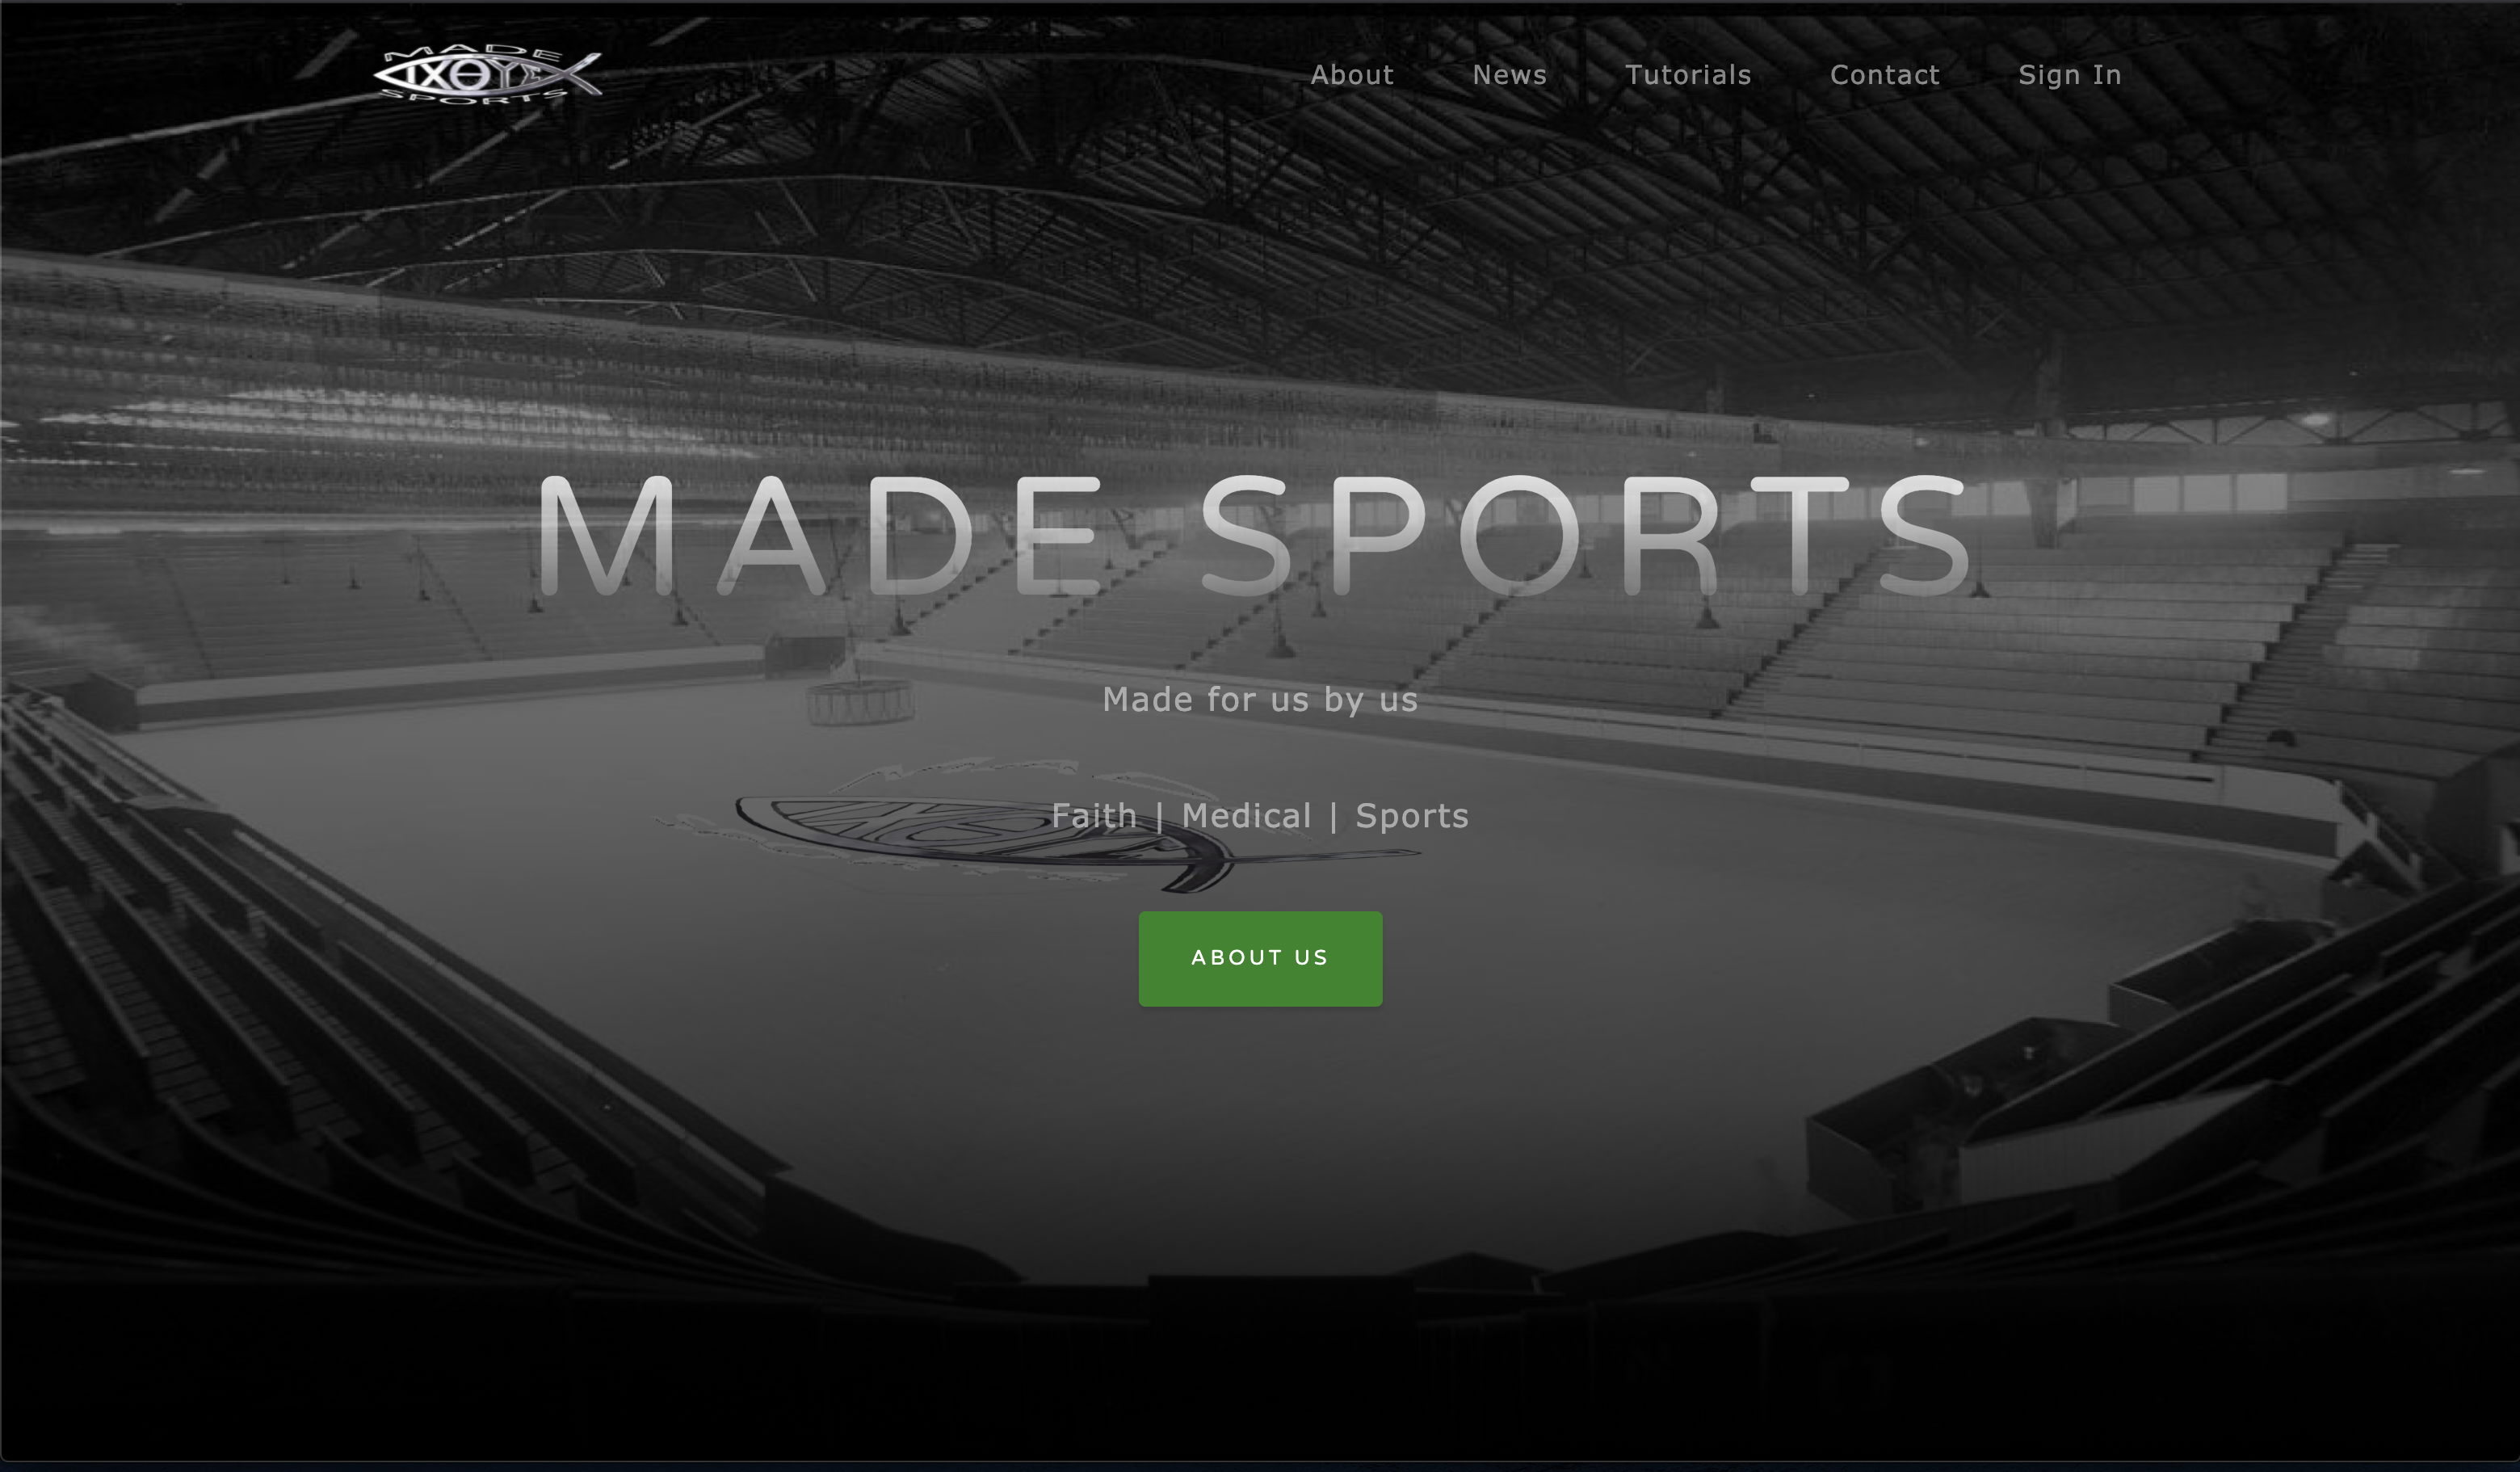 MADE
ΙΧΘΥΣ
SPORTS
About News Tutorials Contact Sign In
MADE SPORTS
Made for us by us
Faith | Medical | Sports
ABOUT US